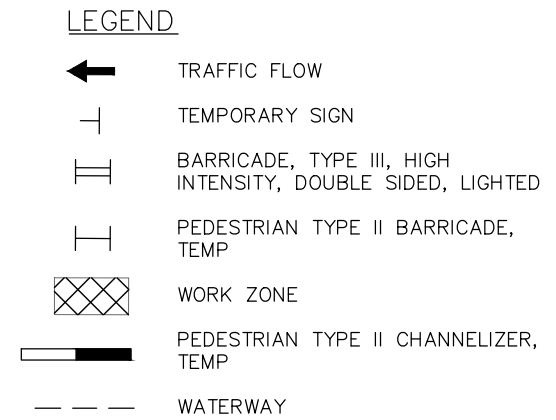 LEGEND
TRAFFIC FLOW
TEMPORARY SIGN
BARRICADE, TYPE III, HIGH
INTENSITY, DOUBLE SIDED, LIGHTED
PEDESTRIAN TYPE II BARRICADE,
TEMP
WORK ZONE
PEDESTRIAN TYPE II CHANNELIZER,
TEMP
WATERWAY